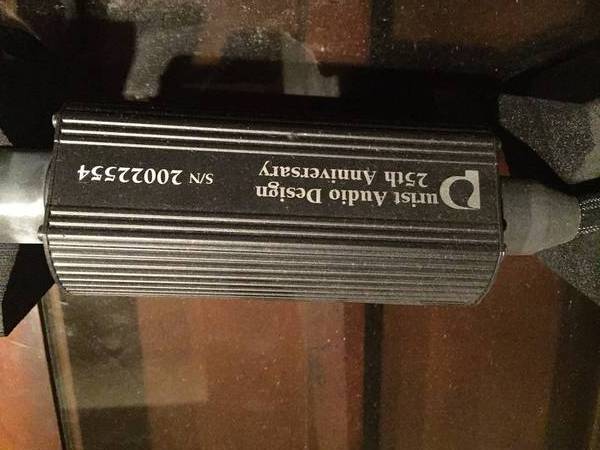 Purist Audio Design
25th Anniversary
S/N 20022554